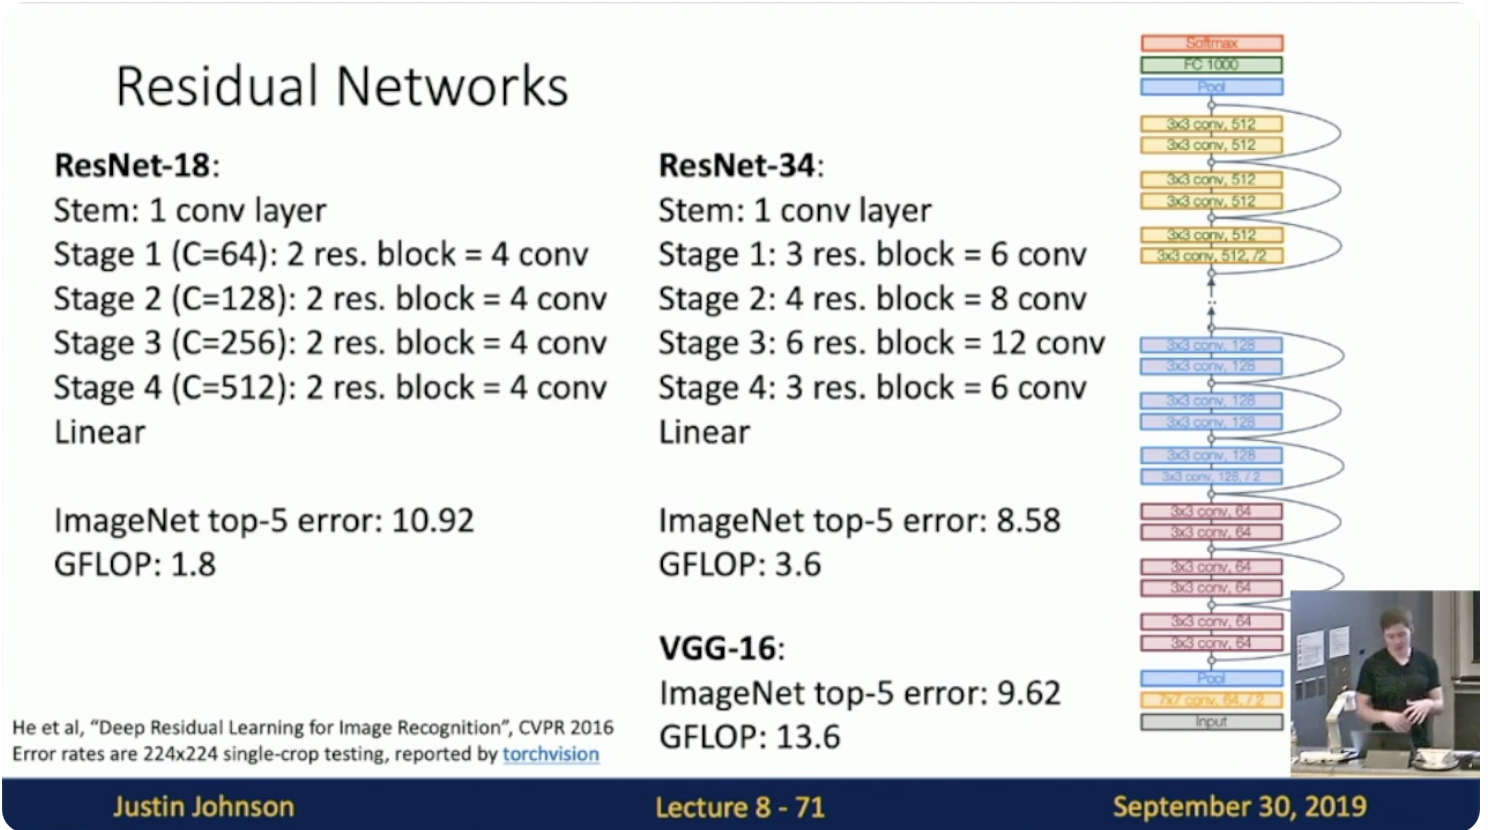 Residual Networks
ResNet-18:
Stem: 1 conv layer
Stage 1 (C=64): 2 res. block = 4 conv
Stage 2 (C=128): 2 res. block = 4 conv
Stage 3 (C=256): 2 res. block = 4 conv
Stage 4 (C=512): 2 res. block = 4 conv
Linear
ImageNet top-5 error: 10.92
GFLOP: 1.8
ResNet-34:
Stem: 1 conv layer
Stage 1: 3 res. block = 6 conv
Stage 2: 4 res. block = 8 conv
Stage 3: 6 res. block = 12 conv
Stage 4: 3 res. block = 6 conv
Linear
ImageNet top-5 error: 8.58
GFLOP: 3.6
VGG-16:
ImageNet top-5 error: 9.62
GFLOP: 13.6
Softmax
FC 1000
Pool
3x3 conv, 512
3x3 conv, 512
3x3 conv, 512
3x3 conv, 512
3x3 conv, 512
3x3 conv, 512, /2
..
3x3 conv, 128
3x3 conv, 128
3x3 conv, 128
3x3 conv, 128
3x3 conv, 128
3x3 conv, 128, / 2
3x3 conv, 64
3x3 conv, 64
3x3 conv, 64
3x3 conv, 64
3x3 conv, 64
3x3 conv, 64
Pool
7x7 conv, 64, / 2
Input
He et al, “Deep Residual Learning for Image Recognition”, CVPR 2016
Error rates are 224x224 single-crop testing, reported by torchvision
Justin Johnson
Lecture 8 - 71
September 30, 2019